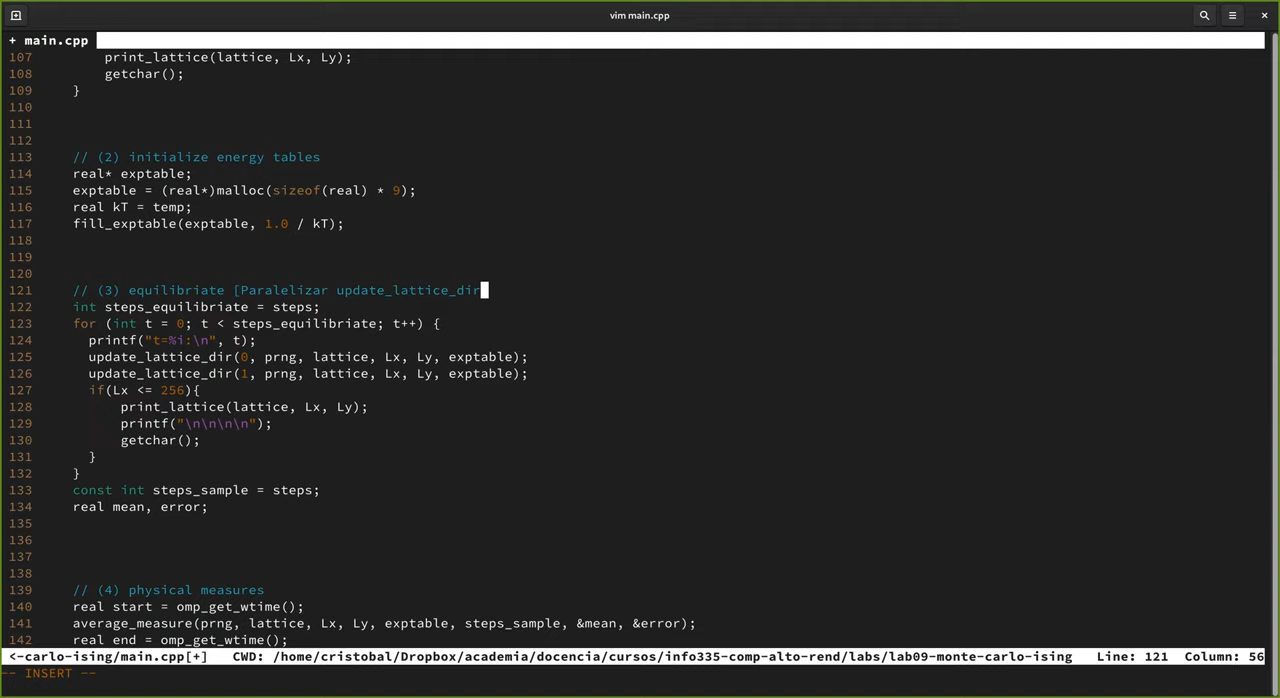 vim main.cpp
+ main.cpp
107 print_lattice(lattice, Lx, Ly);
108 getchar();
109 }
110
111
112
113 // (2) initialize energy tables
114 real* exptable;
115 exptable = (real*)malloc(sizeof(real) * 9);
116 real kT = temp;
117 fill_exptable(exptable, 1.0 / kT);
118
119
120
121 // (3) equilibriate [Paralelizar update_lattice_dir
122 int steps_equilibriate = steps;
123 for (int t = 0; t < steps_equilibriate; t++) {
124 printf("t=%i:\n", t);
125 update_lattice_dir(0, prng, lattice, Lx, Ly, exptable);
126 update_lattice_dir(1, prng, lattice, Lx, Ly, exptable);
127 if(Lx <= 256){
128 print_lattice(lattice, Lx, Ly);
129 printf("\n\n\n\n");
130 getchar();
131 }
132 }
133 const int steps_sample = steps;
134 real mean, error;
135
136
137
138
139 // (4) physical measures
140 real start = omp_get_wtime();
141 average_measure(prng, lattice, Lx, Ly, exptable, steps_sample, &mean, &error);
142 real end = omp_get_wtime();
<-carlo-ising/main.cpp[+] CWD: /home/cristobal/Dropbox/academia/docencia/cursos/info335-comp-alto-rend/labs/lab09-monte-carlo-ising Line: 121 Column: 56
-- INSERT --